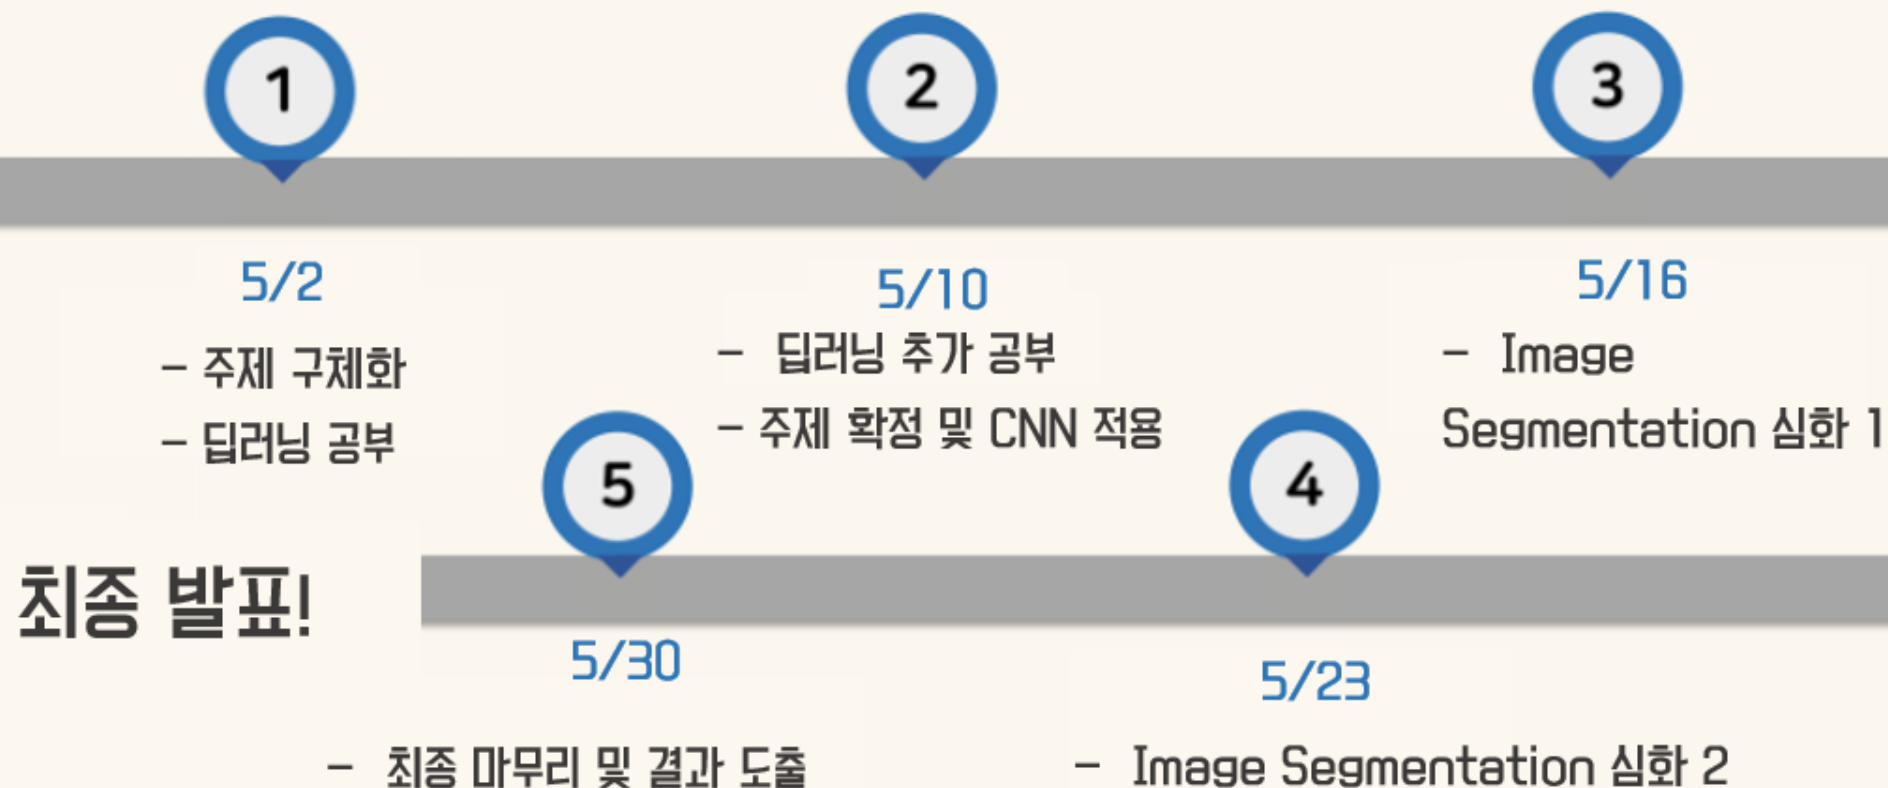 1
2
3
5/2
- 주제 구체화
- 딥러닝 공부
5/10
- 딥러닝 추가 공부
- 주제 확정 및 CNN 적용
5/16
- Image
Segmentation 심화 1
4
5/23
- Image Segmentation 심화 2
5
5/30
- 최종 마무리 및 결과 도출
최종 발표!